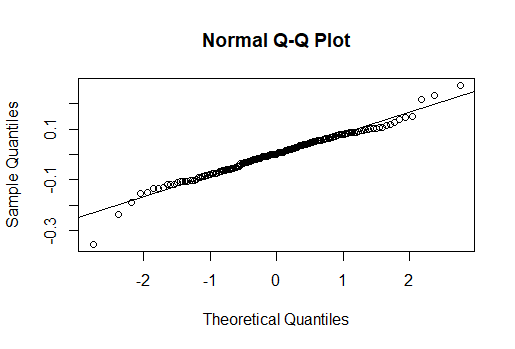 Normal Q-Q Plot
Sample Quantiles
0.1
-0.1
-0.3
-2 -1 0 1 2
Theoretical Quantiles